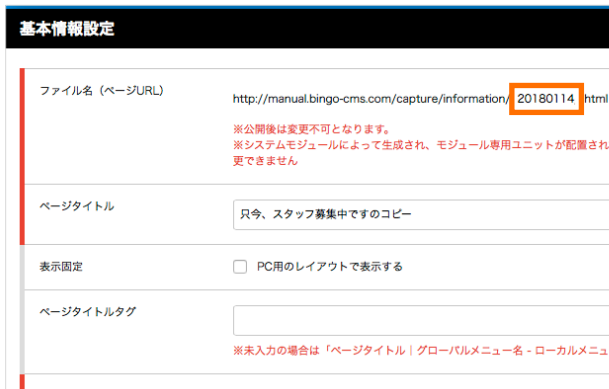 基本情報設定
ファイル名（ページURL）
http://manual.bingo-cms.com/capture/information/ 20180114 .html
※公開後は変更不可となります。
※システムモジュールによって生成され、モジュール専用ユニットが配置され
更できません
ページタイトル
只今、スタッフ募集中ですのコピー
表示固定
PC用のレイアウトで表示する
ページタイトルタグ
※未入力の場合は「ページタイトル｜グローバルメニュー名 - ローカルメニュ